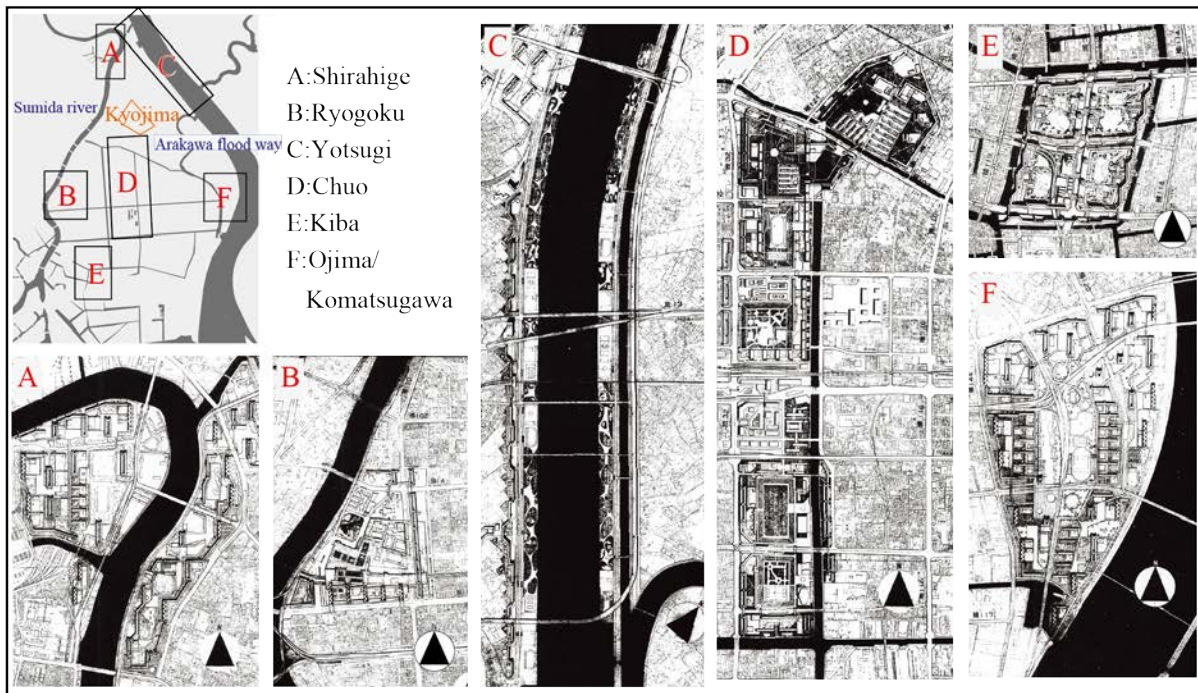 A
C
Sumida river
Kyojima
Arakawa flood way
B
D
F
E
A:Shirahige
B:Ryogoku
C:Yotsugi
D:Chuo
E:Kiba
F:Ojima/
Komatsugawa
A
B
C
D
E
F